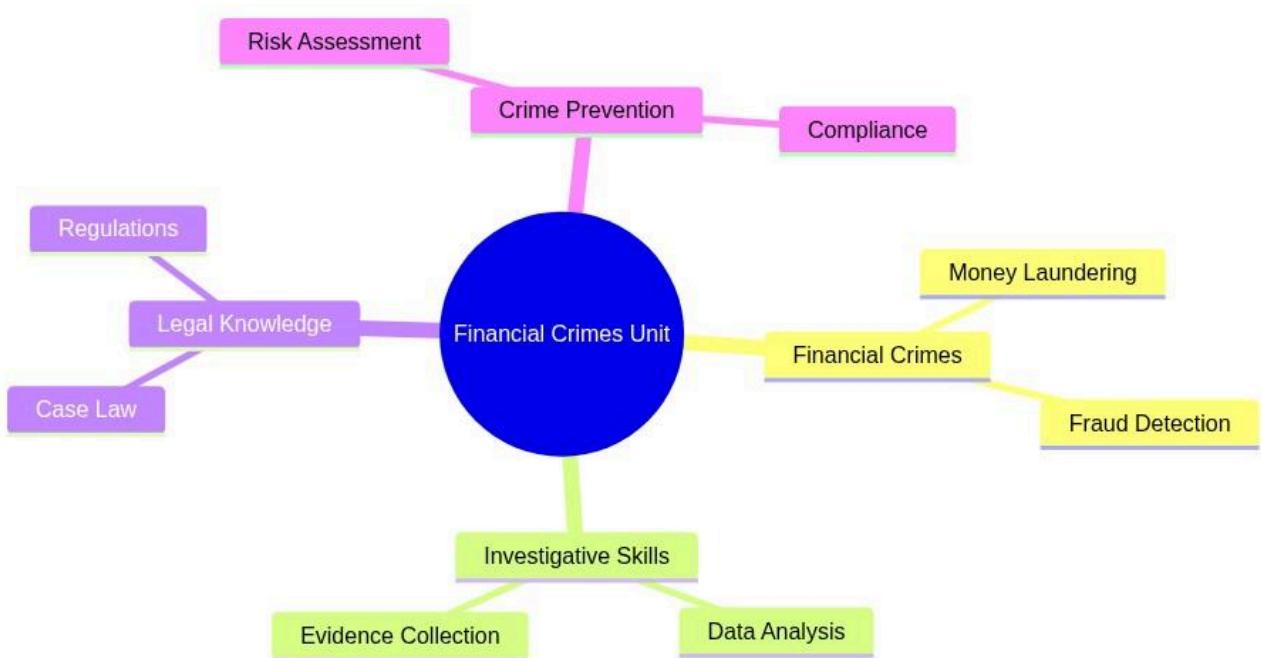 Risk Assessment
Crime Prevention
Compliance
Regulations
Legal Knowledge
Case Law
Financial Crimes Unit
Money Laundering
Financial Crimes
Fraud Detection
Investigative Skills
Evidence Collection
Data Analysis